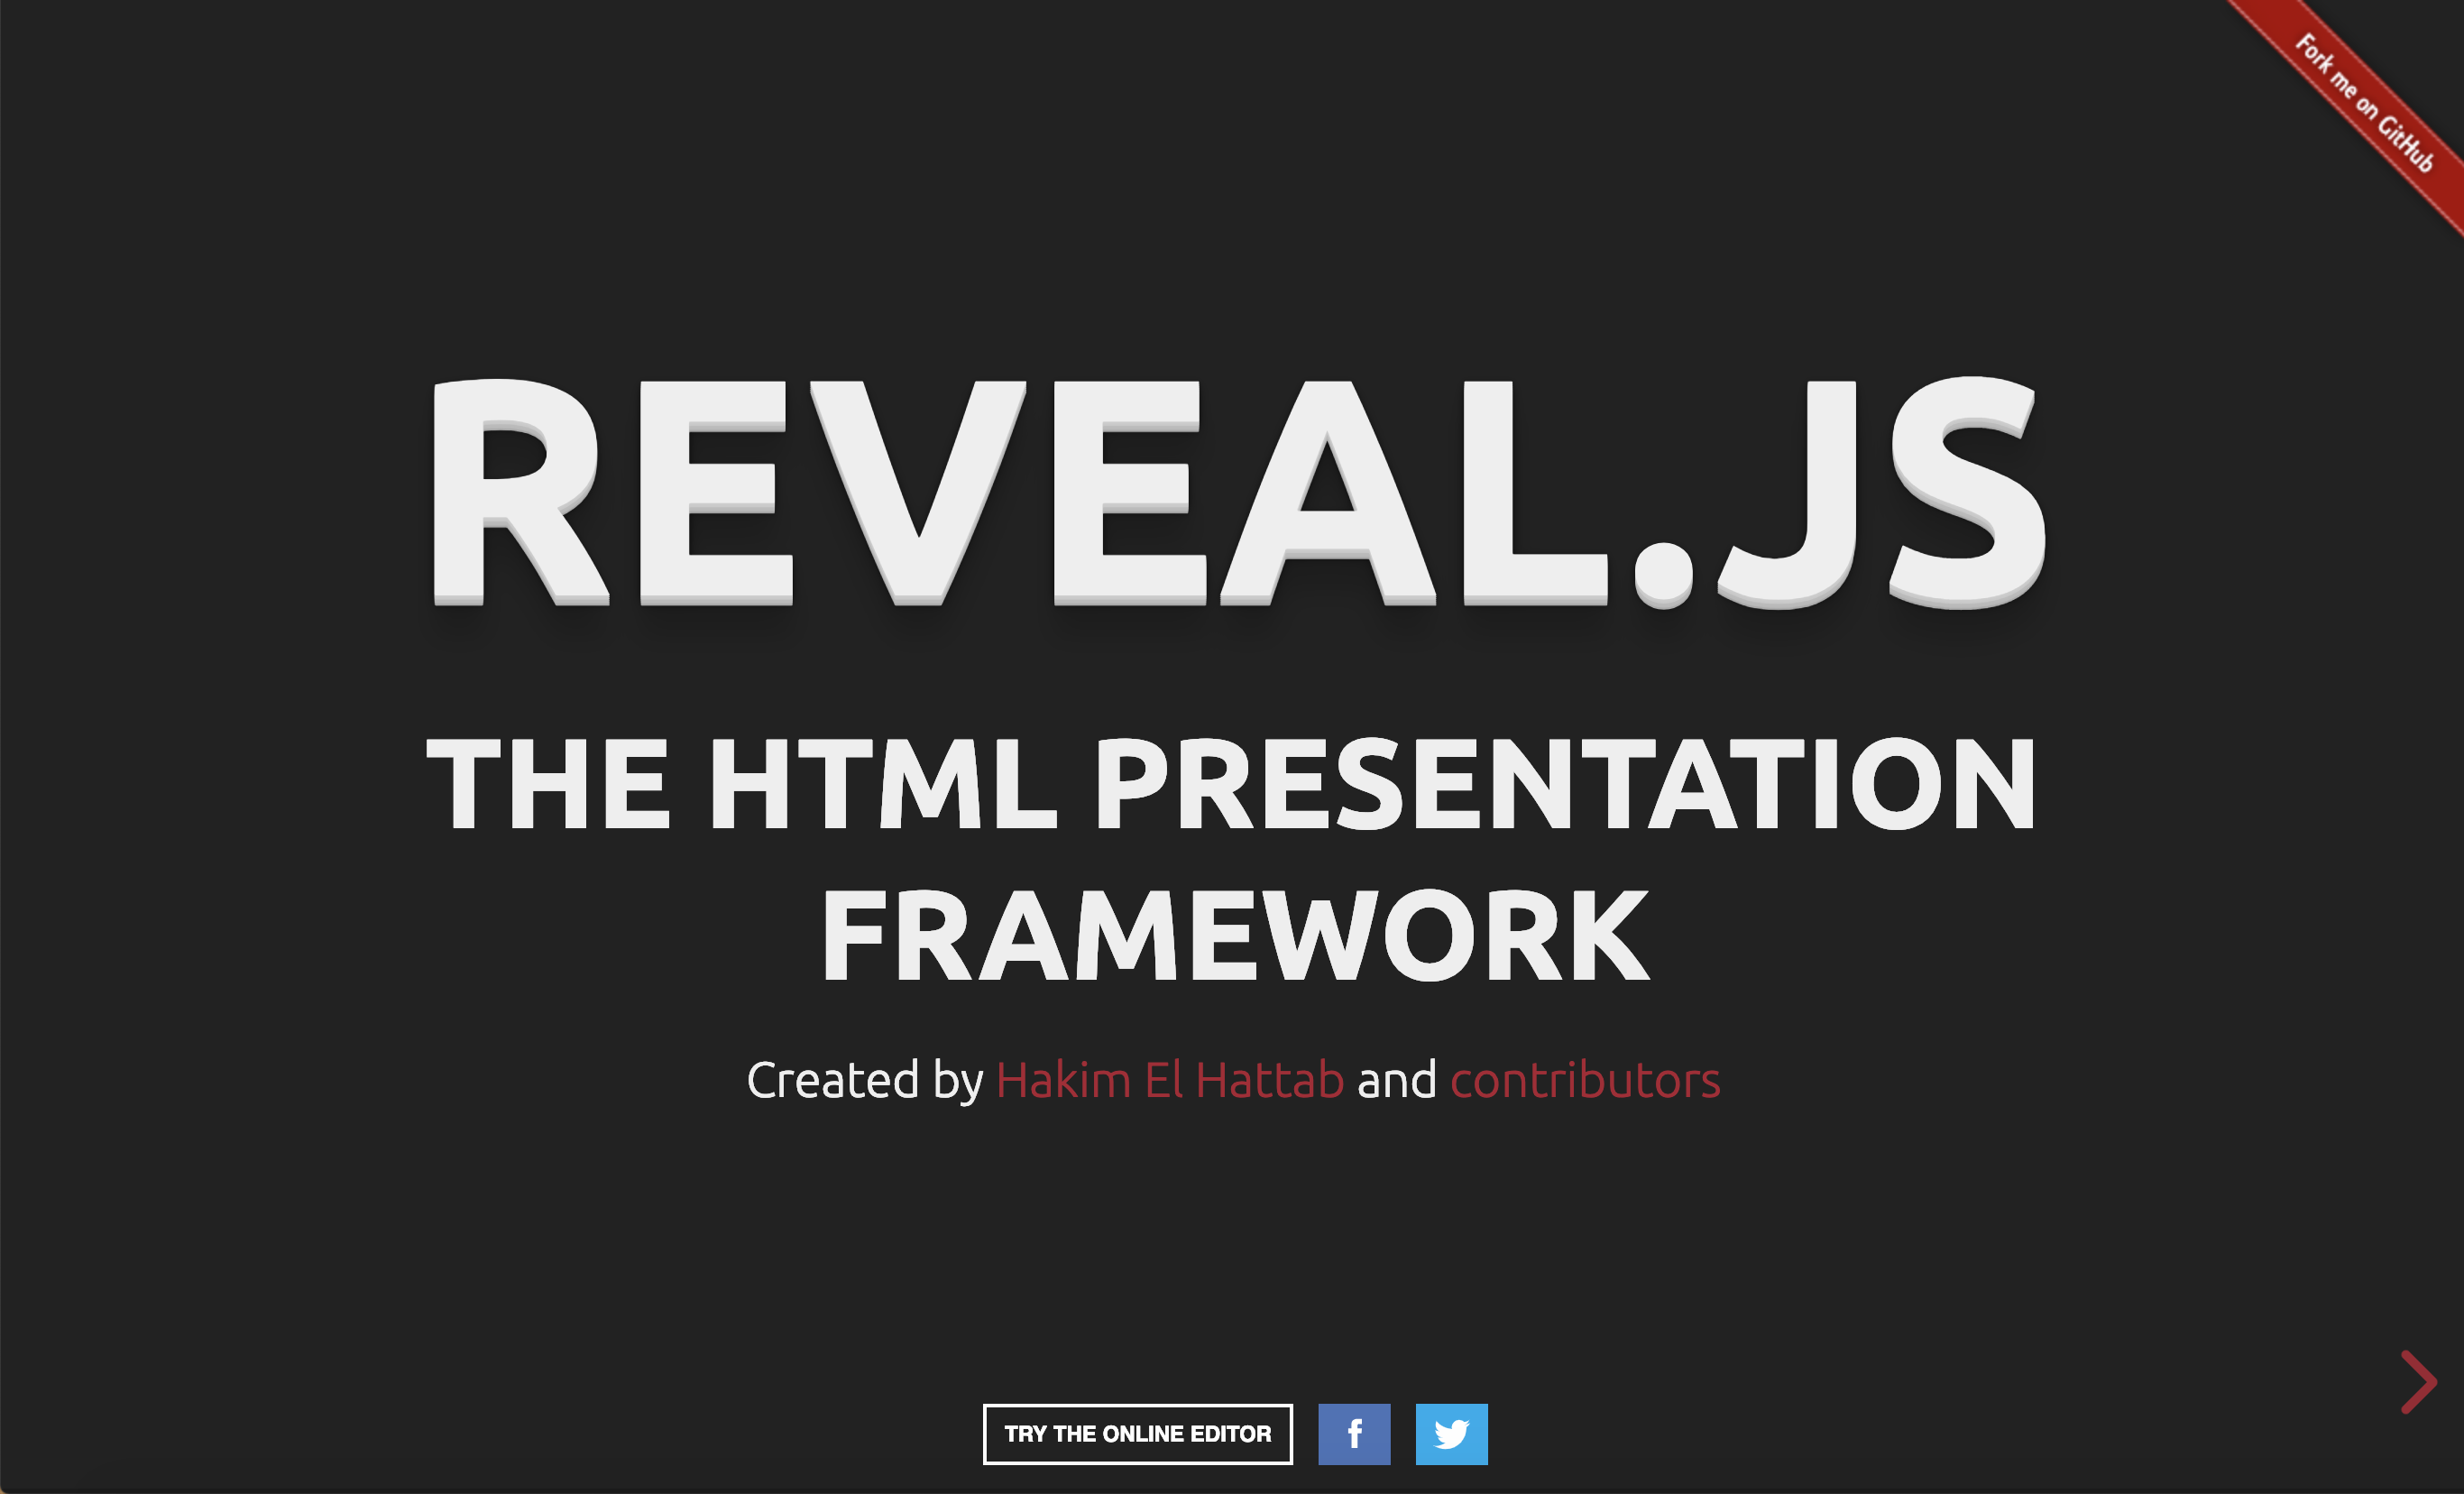 Fork me on GitHub
REVEAL.JS
THE HTML PRESENTATION
FRAMEWORK
Created by Hakim El Hattab and contributors
TRY THE ONLINE EDITOR
f